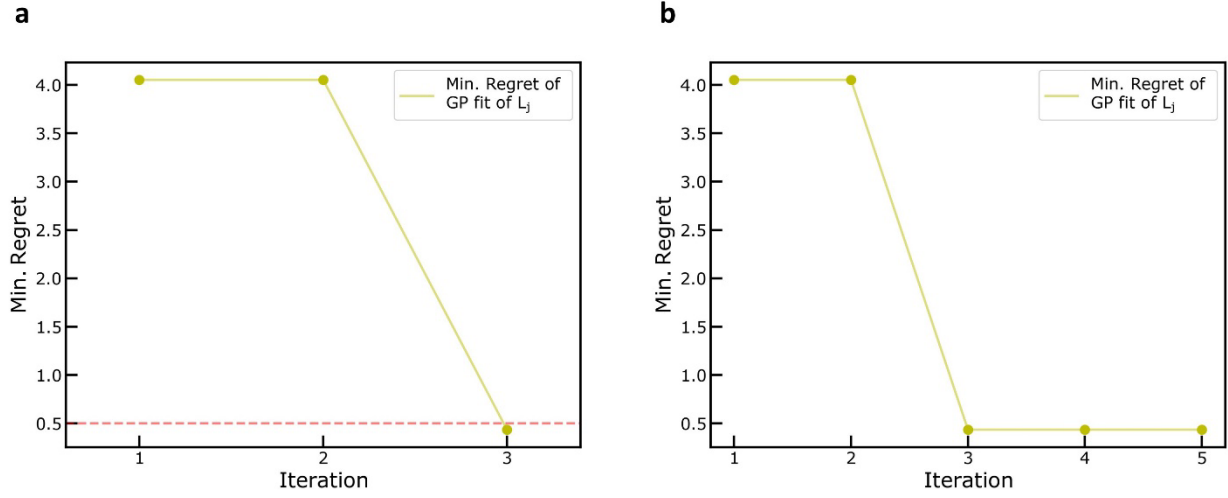 a
4.0
3.5
3.0
2.5
2.0
1.5
1.0
0.5
Min. Regret
Min. Regret of
GP fit of Lj
1 2 3
Iteration
b
4.0
3.5
3.0
2.5
2.0
1.5
1.0
0.5
Min. Regret
Min. Regret of
GP fit of Lj
1 2 3 4 5
Iteration